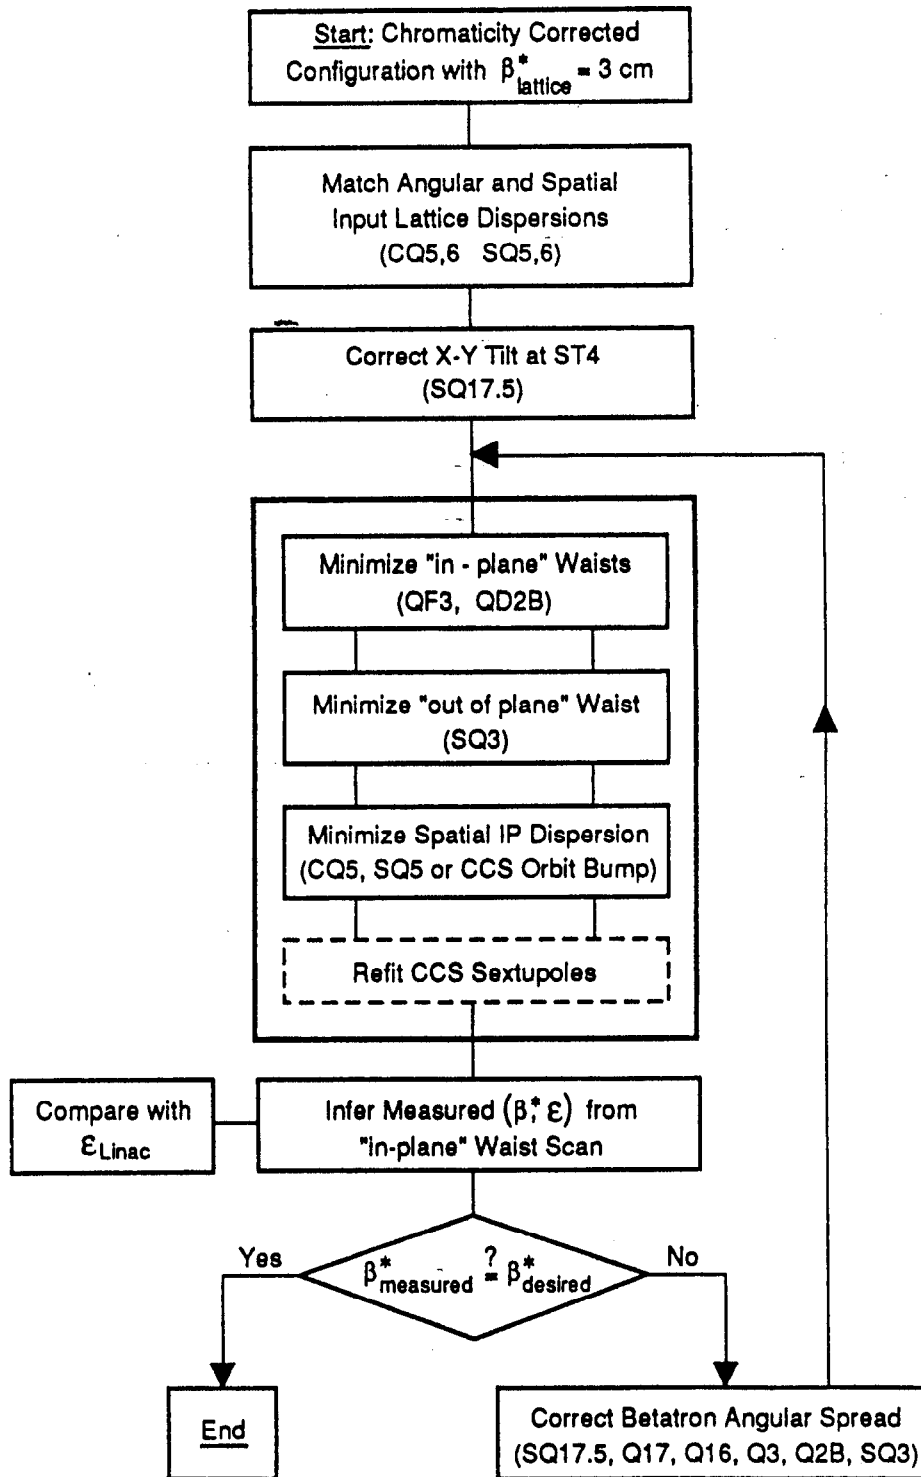 Start: Chromaticity Corrected
Configuration with β*lattice = 3 cm
Match Angular and Spatial
Input Lattice Dispersions
(CQ5,6 SQ5,6)
Correct X-Y Tilt at ST4
(SQ17.5)
Minimize "in - plane" Waists
(QF3, QD2B)
Minimize "out of plane" Waist
(SQ3)
Minimize Spatial IP Dispersion
(CQ5, SQ5 or CCS Orbit Bump)
Refit CCS Sextupoles
Compare with
εLinac
Infer Measured (β*, ε) from
"in-plane" Waist Scan
Yes
β*measured ?= β*desired
No
End
Correct Betatron Angular Spread
(SQ17.5, Q17, Q16, Q3, Q2B, SQ3)